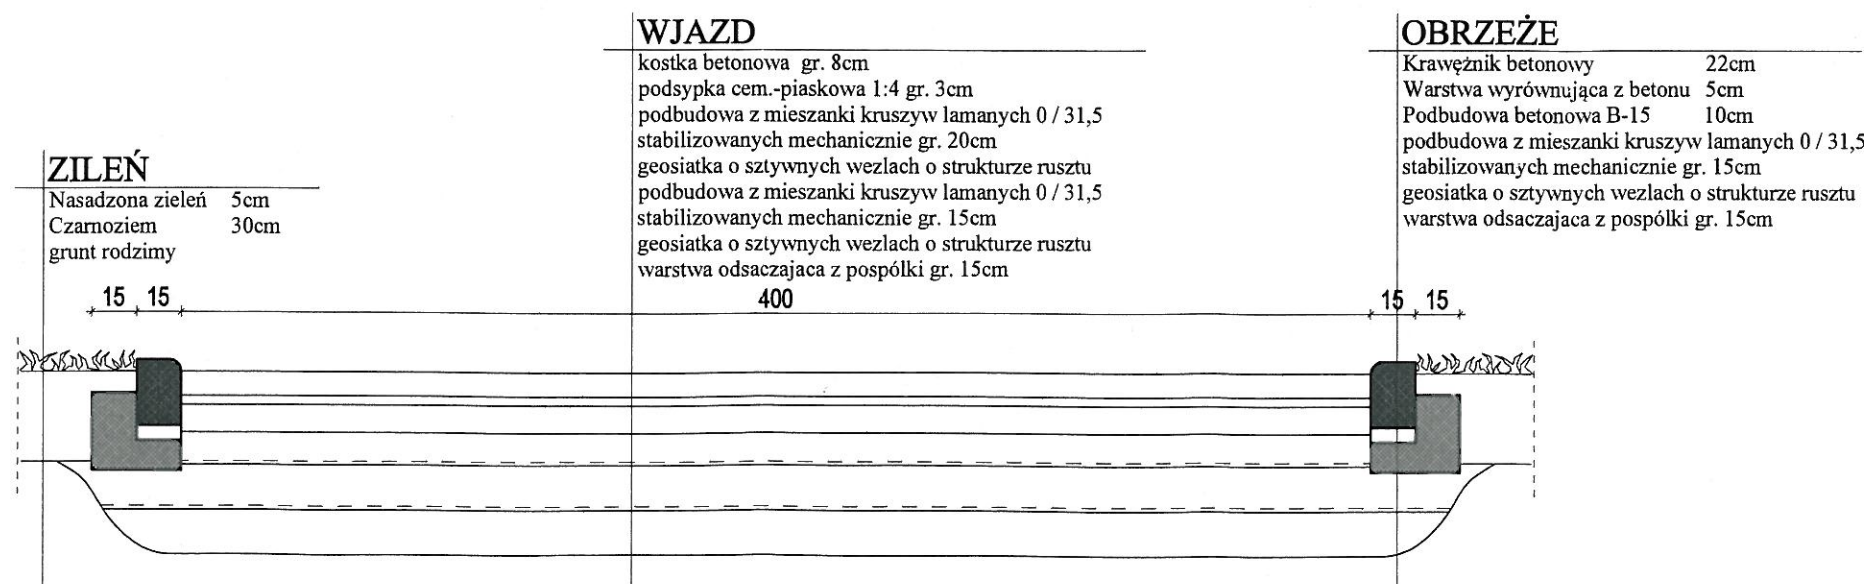 WJAZD
kostka betonowa gr. 8cm
podsypka cem.-piaskowa 1:4 gr. 3cm
podbudowa z mieszanki kruszyw lamanych 0 / 31,5
stabilizowanych mechanicznie gr. 20cm
geosiatka o sztywnych wezlach o strukturze rusztu
podbudowa z mieszanki kruszyw lamanych 0 / 31,5
stabilizowanych mechanicznie gr. 15cm
geosiatka o sztywnych wezlach o strukturze rusztu
warstwa odsaczajaca z pospólki gr. 15cm
OBRZEŻE
Krawężnik betonowy 22cm
Warstwa wyrównująca z betonu 5cm
Podbudowa betonowa B-15 10cm
podbudowa z mieszanki kruszyw lamanych 0 / 31,5
stabilizowanych mechanicznie gr. 15cm
geosiatka o sztywnych wezlach o strukturze rusztu
warstwa odsaczajaca z pospólki gr. 15cm
ZILEŃ
Nasadzona zieleń 5cm
Czarnoziem 30cm
grunt rodzimy
15 15 400 15 15